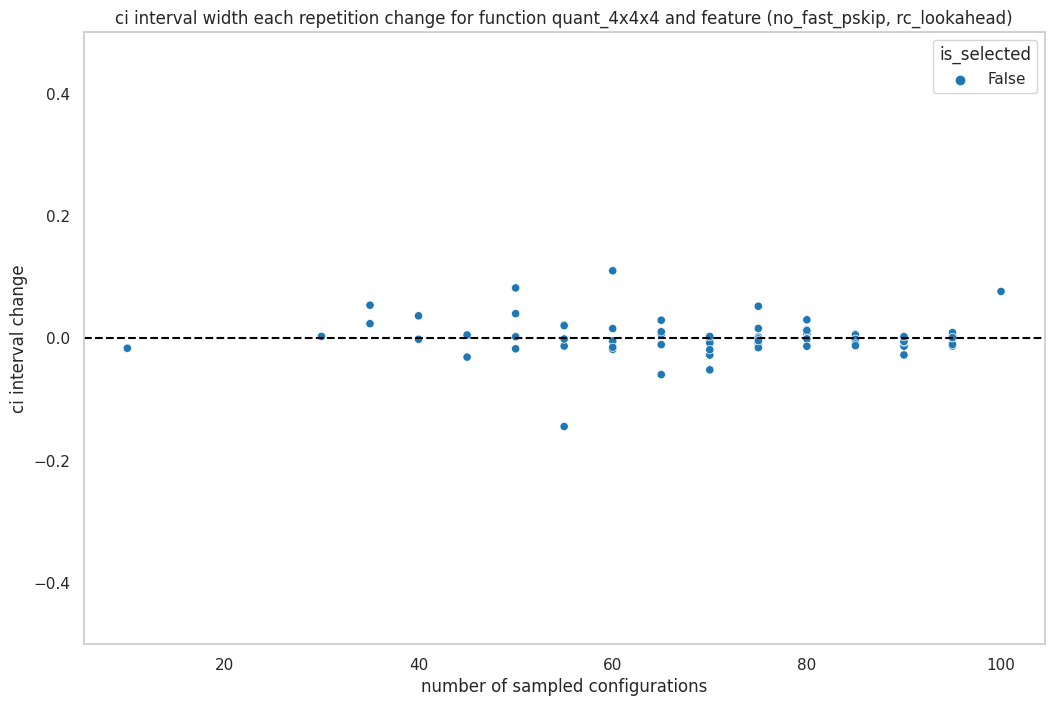 ci interval width each repetition change for function quant_4x4x4 and feature (no_fast_pskip, rc_lookahead)
is_selected
False
0.4
0.2
0.0
−0.2
−0.4
ci interval change
20
40
60
80
100
number of sampled configurations